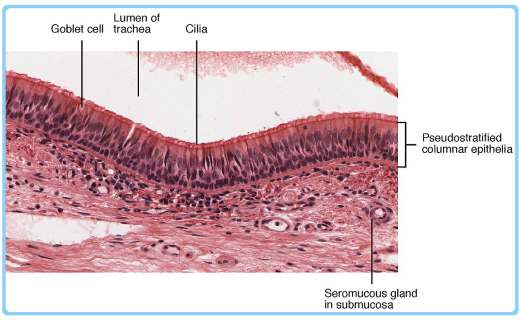 Goblet cell
Lumen of
trachea
Cilia
Pseudostratified
columnar epithelia
Seromucous gland
in submucosa